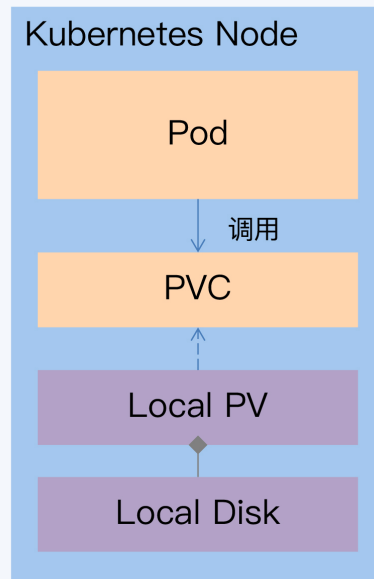 Kubernetes Node
Pod
调用
PVC
Local PV
Local Disk